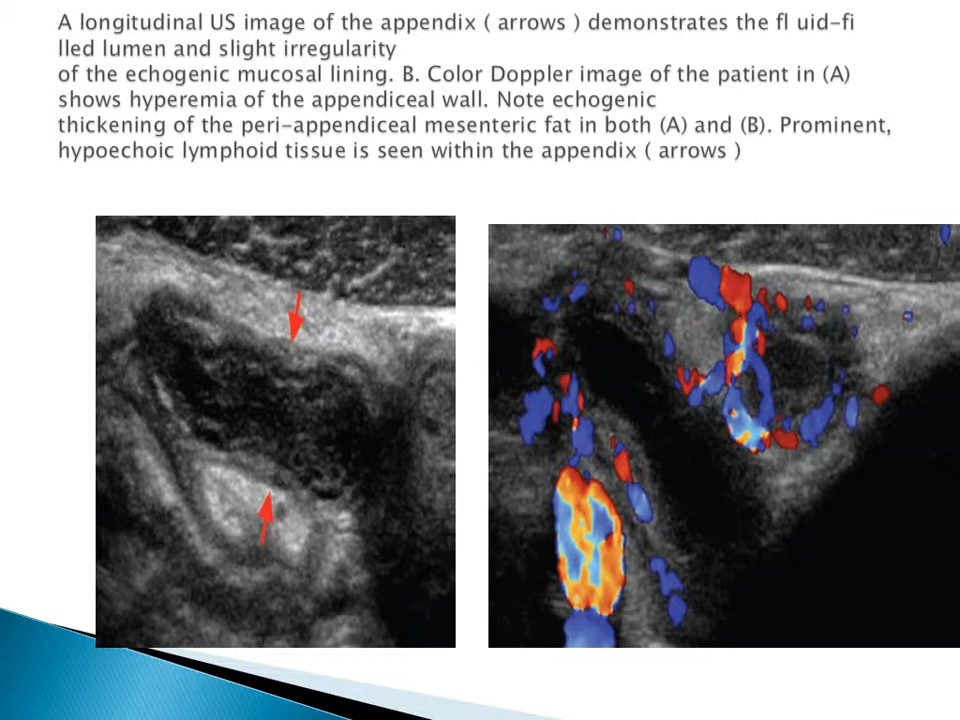 A longitudinal US image of the appendix ( arrows ) demonstrates the fl uid-fi
lled lumen and slight irregularity
of the echogenic mucosal lining. B. Color Doppler image of the patient in (A)
shows hyperemia of the appendiceal wall. Note echogenic
thickening of the peri-appendiceal mesenteric fat in both (A) and (B). Prominent,
hypoechoic lymphoid tissue is seen within the appendix ( arrows )